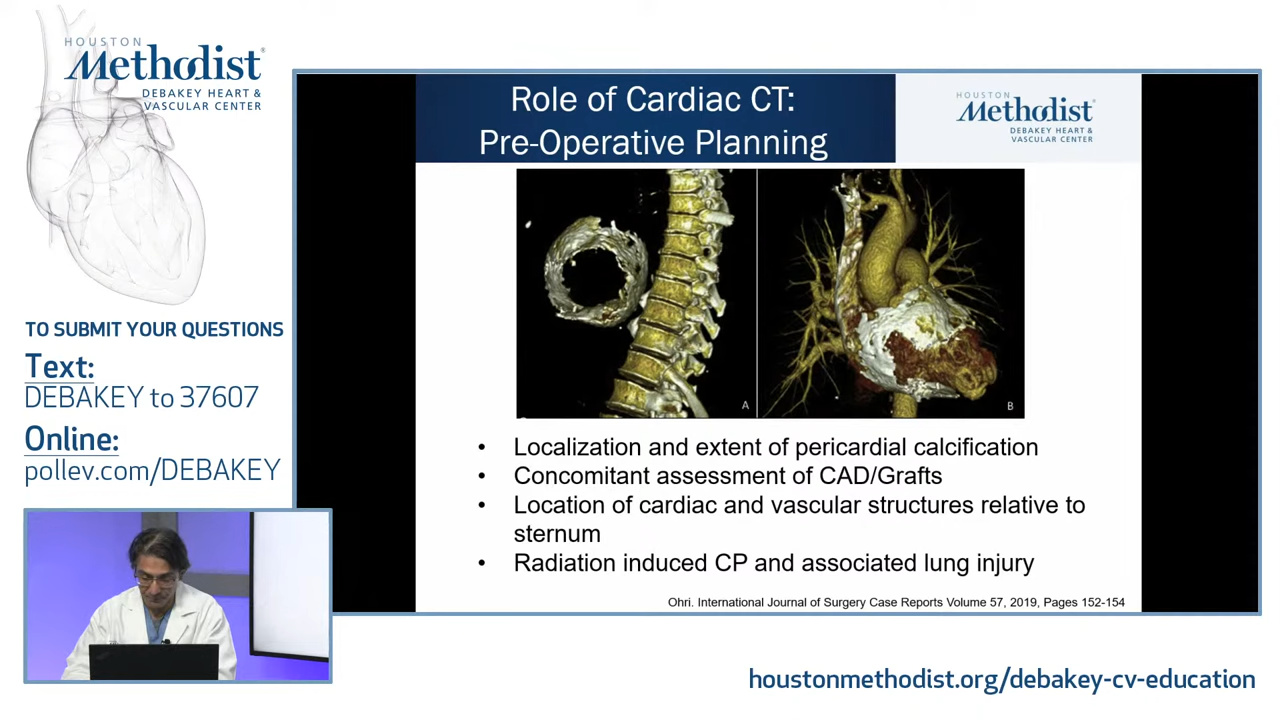 HOUSTON
Methodist®
DEBAKEY HEART &
VASCULAR CENTER
TO SUBMIT YOUR QUESTIONS
Text:
DEBAKEY to 37607
Online:
pollev.com/DEBAKEY
Role of Cardiac CT:
Pre-Operative Planning
HOUSTON
Methodist®
DEBAKEY HEART &
VASCULAR CENTER
A
B
• Localization and extent of pericardial calcification
• Concomitant assessment of CAD/Grafts
• Location of cardiac and vascular structures relative to
sternum
• Radiation induced CP and associated lung injury
Ohri. International Journal of Surgery Case Reports Volume 57, 2019, Pages 152-154
houstonmethodist.org/debakey-cv-education